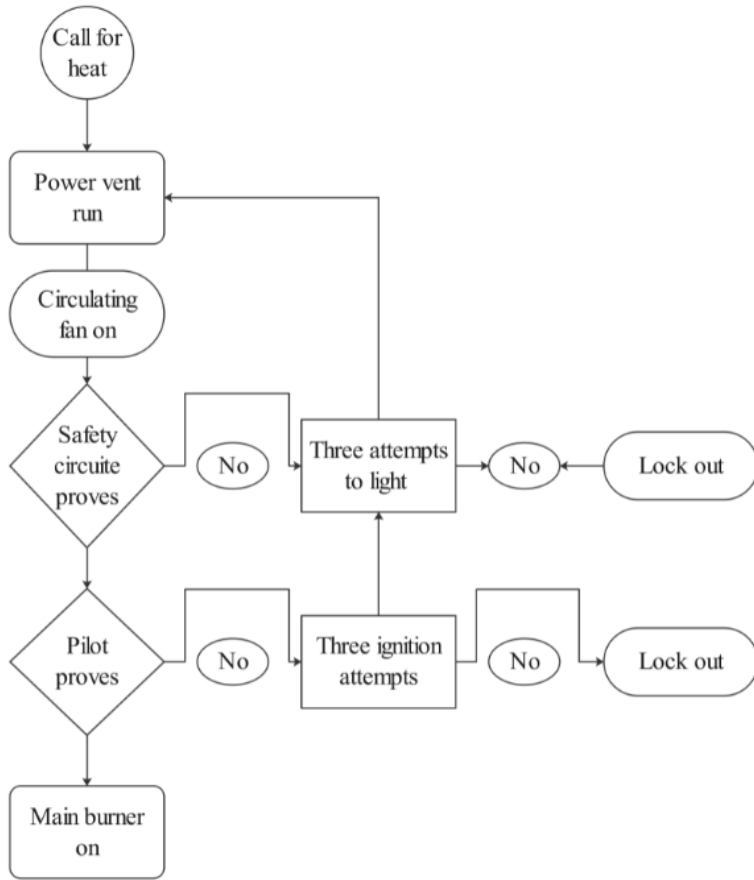 Call for
heat
Power vent
run
Circulating
fan on
Safety
circuite
proves
No
Three attempts
to light
No
Lock out
Pilot
proves
No
Three ignition
attempts
No
Lock out
Main burner
on